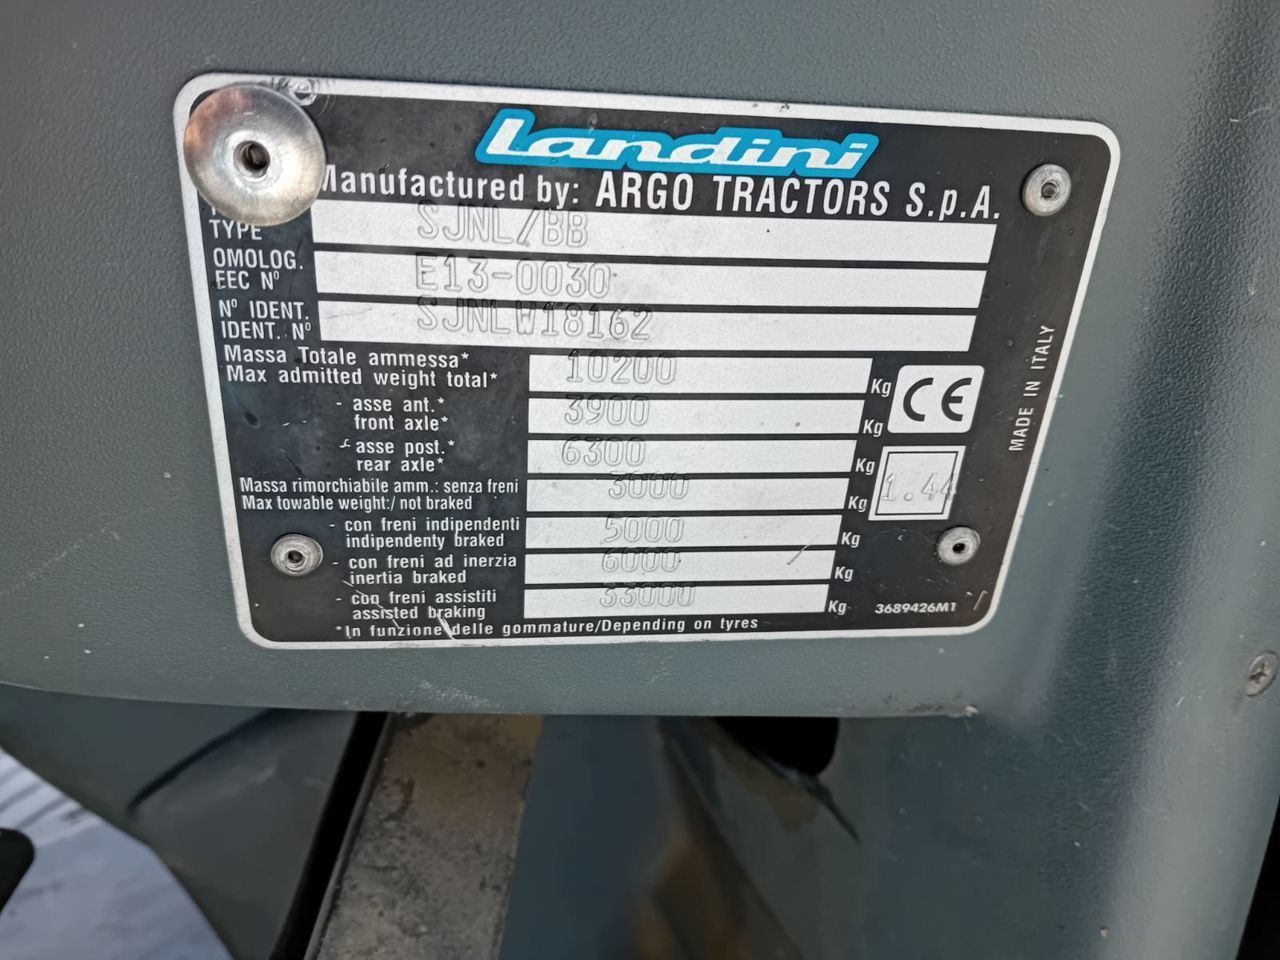 Landini
Manufactured by: ARGO TRACTORS S.p.A.
TYPE SJNL/BB
OMOLOG.
EEC Nº E13-0030
Nº IDENT.
IDENT. Nº SJNLW18162
Massa Totale ammessa*
Max admitted weight total* 10200 Kg
- asse ant.*
front axle* 3900 Kg
- asse post.*
rear axle* 6300 Kg
Massa rimorchiabile amm.: senza freni
Max towable weight:/ not braked 3000 Kg
- con freni indipendenti
indipendenty braked 5000 Kg
- con freni ad inerzia
inertia braked 6000 Kg
- con freni assistiti
assisted braking 33000 Kg
*In funzione delle gommature/Depending on tyres
CE
1.44
MADE IN ITALY
3689426M1